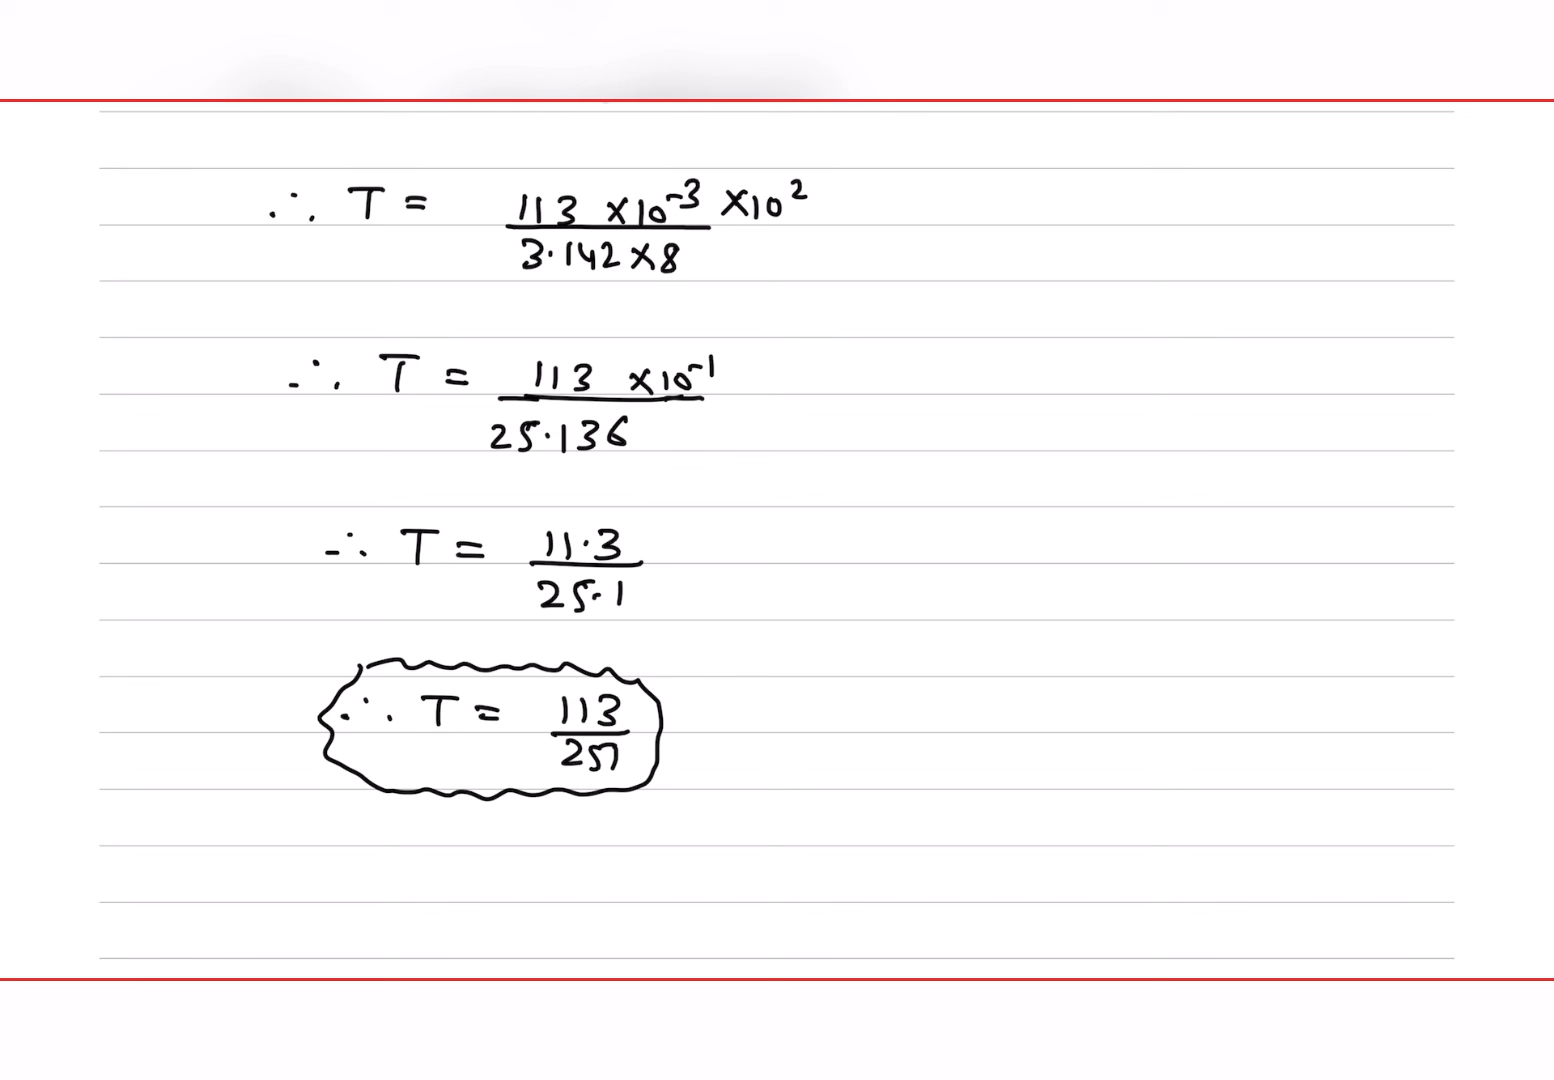 ∴ T = 113 ×10⁻³ ×10² / 3.142×8
∴ T = 113 ×10⁻¹ / 25.136
∴ T = 11.3 / 25.1
∴ T = 113 / 251